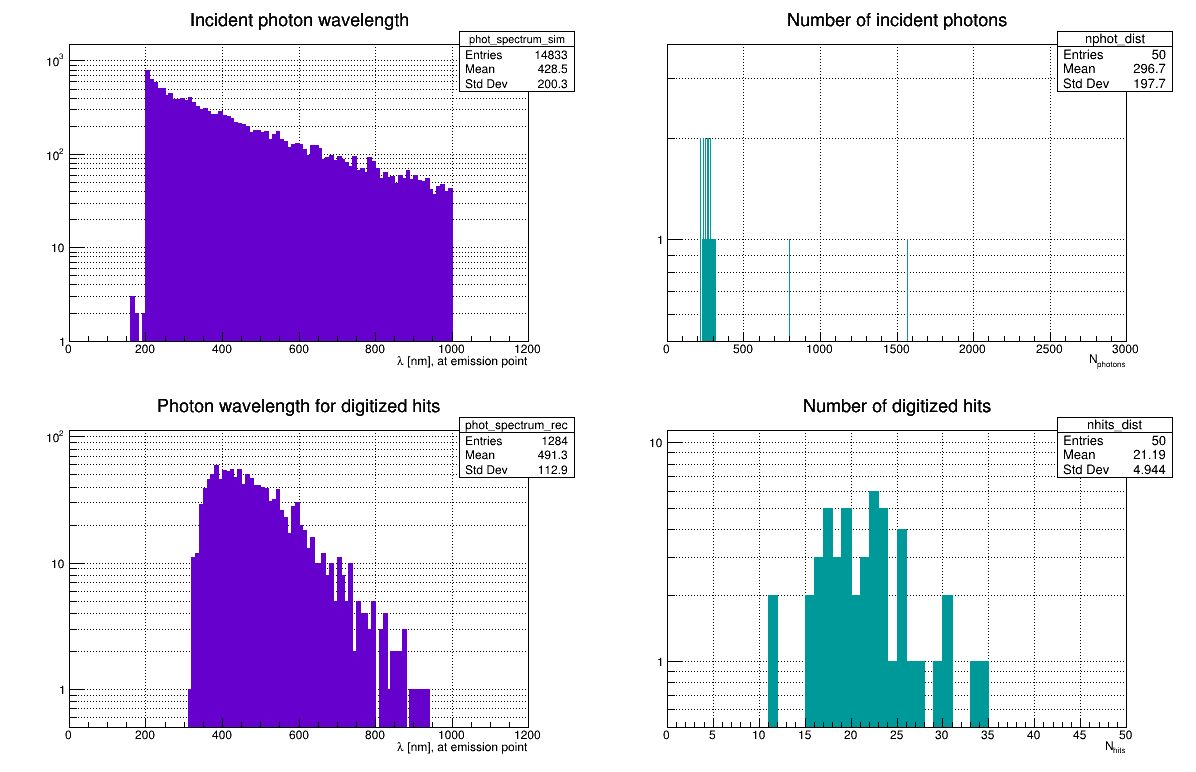 Incident photon wavelength
phot_spectrum_sim
Entries 14833
Mean 428.5
Std Dev 200.3
10³
10²
10
1
0 200 400 600 800 1000 1200
λ [nm], at emission point
Number of incident photons
nphot_dist
Entries 50
Mean 296.7
Std Dev 197.7
1
0 500 1000 1500 2000 2500 3000
N_photons
Photon wavelength for digitized hits
phot_spectrum_rec
Entries 1284
Mean 491.3
Std Dev 112.9
10²
10
1
0 200 400 600 800 1000 1200
λ [nm], at emission point
Number of digitized hits
nhits_dist
Entries 50
Mean 21.19
Std Dev 4.944
10
1
0 5 10 15 20 25 30 35 40 45 50
N_hits